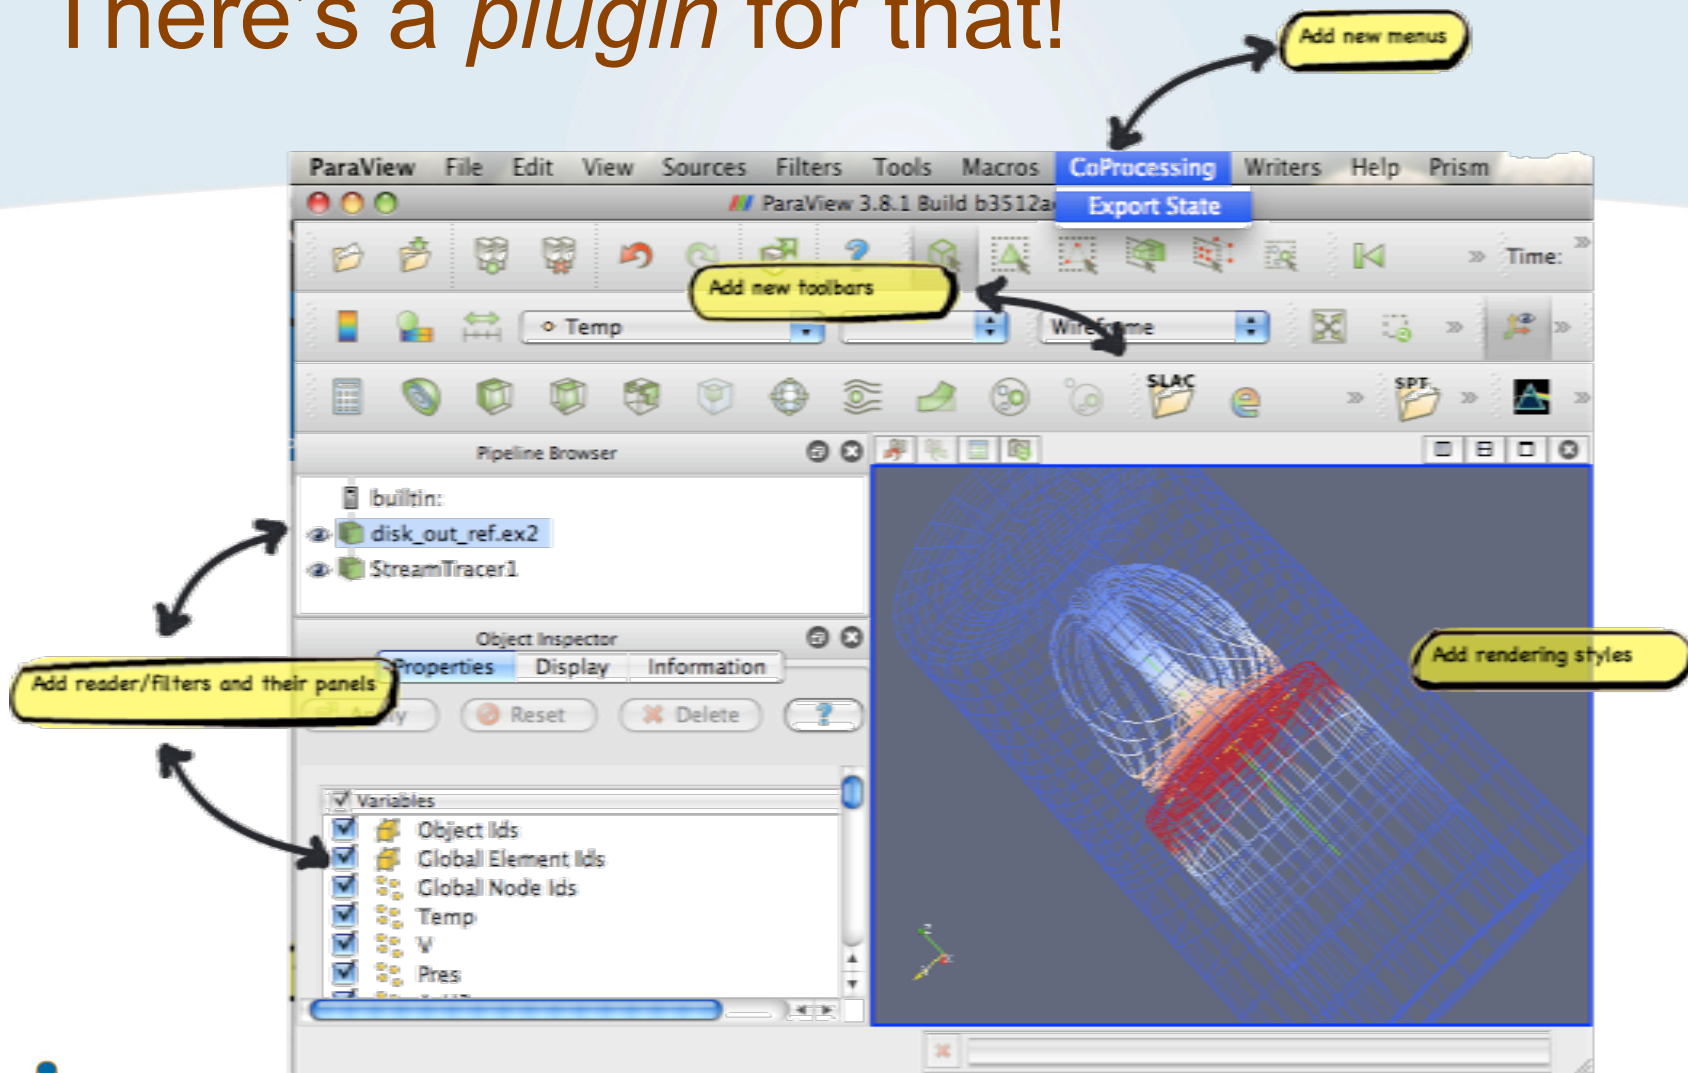 There's a plugin for that!
Add new menus
ParaView File Edit View Sources Filters Tools Macros CoProcessing Writers Help Prism
ParaView 3.8.1 Build b3512a
Export State
Time:
Add new toolbars
Temp
Wireframe
SLAC
SPT
Pipeline Browser
builtin:
disk_out_ref.ex2
StreamTracer1
Object Inspector
Properties Display Information
Add reader/filters and their panels
Add rendering styles
Reset Delete ?
Variables
Object Ids
Global Element Ids
Global Node Ids
Temp
V
Pres